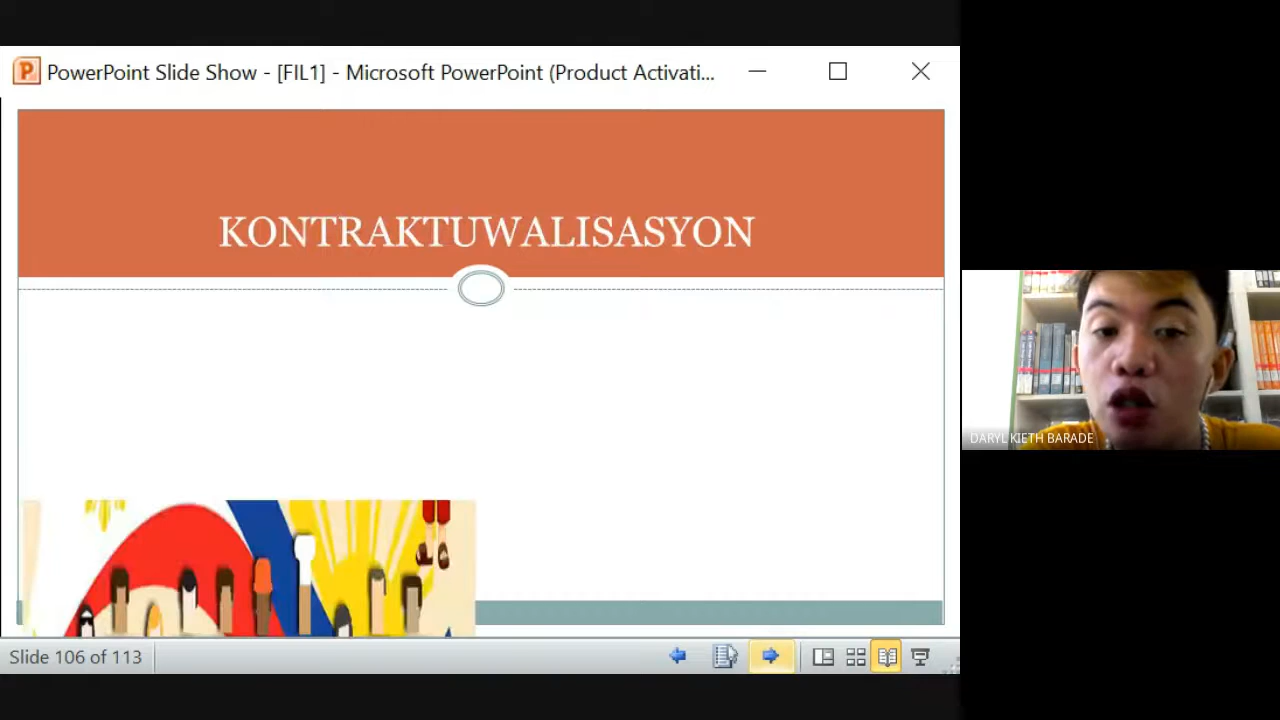 PowerPoint Slide Show - [FIL1] - Microsoft PowerPoint (Product Activati...
KONTRAKTUWALISASYON
DARYL KIETH BARADE
Slide 106 of 113